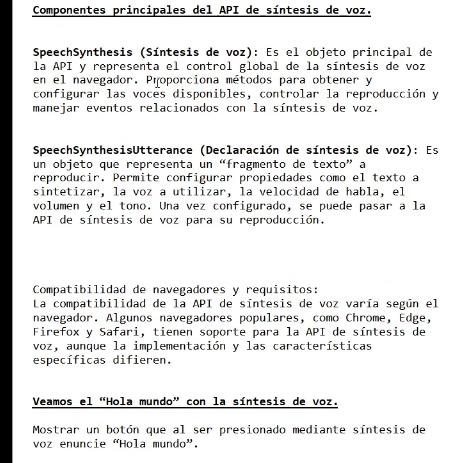 Componentes principales del API de síntesis de voz.
SpeechSynthesis (Síntesis de voz): Es el objeto principal de
la API y representa el control global de la síntesis de voz
en el navegador. Proporciona métodos para obtener y
configurar las voces disponibles, controlar la reproducción y
manejar eventos relacionados con la síntesis de voz.
SpeechSynthesisUtterance (Declaración de síntesis de voz): Es
un objeto que representa un “fragmento de texto” a
reproducir. Permite configurar propiedades como el texto a
sintetizar, la voz a utilizar, la velocidad de habla, el
volumen y el tono. Una vez configurado, se puede pasar a la
API de síntesis de voz para su reproducción.
Compatibilidad de navegadores y requisitos:
La compatibilidad de la API de síntesis de voz varía según el
navegador. Algunos navegadores populares, como Chrome, Edge,
Firefox y Safari, tienen soporte para la API de síntesis de
voz, aunque la implementación y las características
específicas difieren.
Veamos el “Hola mundo” con la síntesis de voz.
Mostrar un botón que al ser presionado mediante síntesis de
voz enuncie “Hola mundo”.